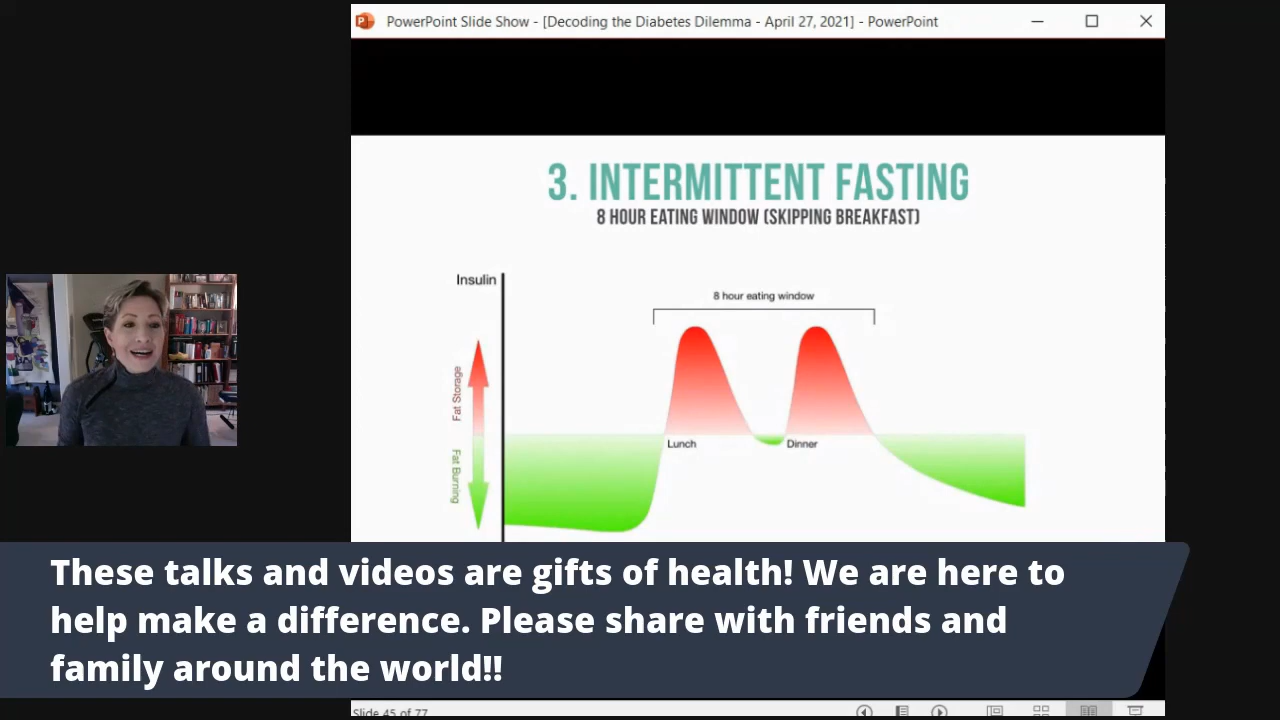 PowerPoint Slide Show - [Decoding the Diabetes Dilemma - April 27, 2021] - PowerPoint
3. INTERMITTENT FASTING
8 HOUR EATING WINDOW (SKIPPING BREAKFAST)
Insulin
8 hour eating window
Fat Storage
Lunch
Dinner
Fat Burning
These talks and videos are gifts of health! We are here to
help make a difference. Please share with friends and
family around the world!!
Slide 45 of 77